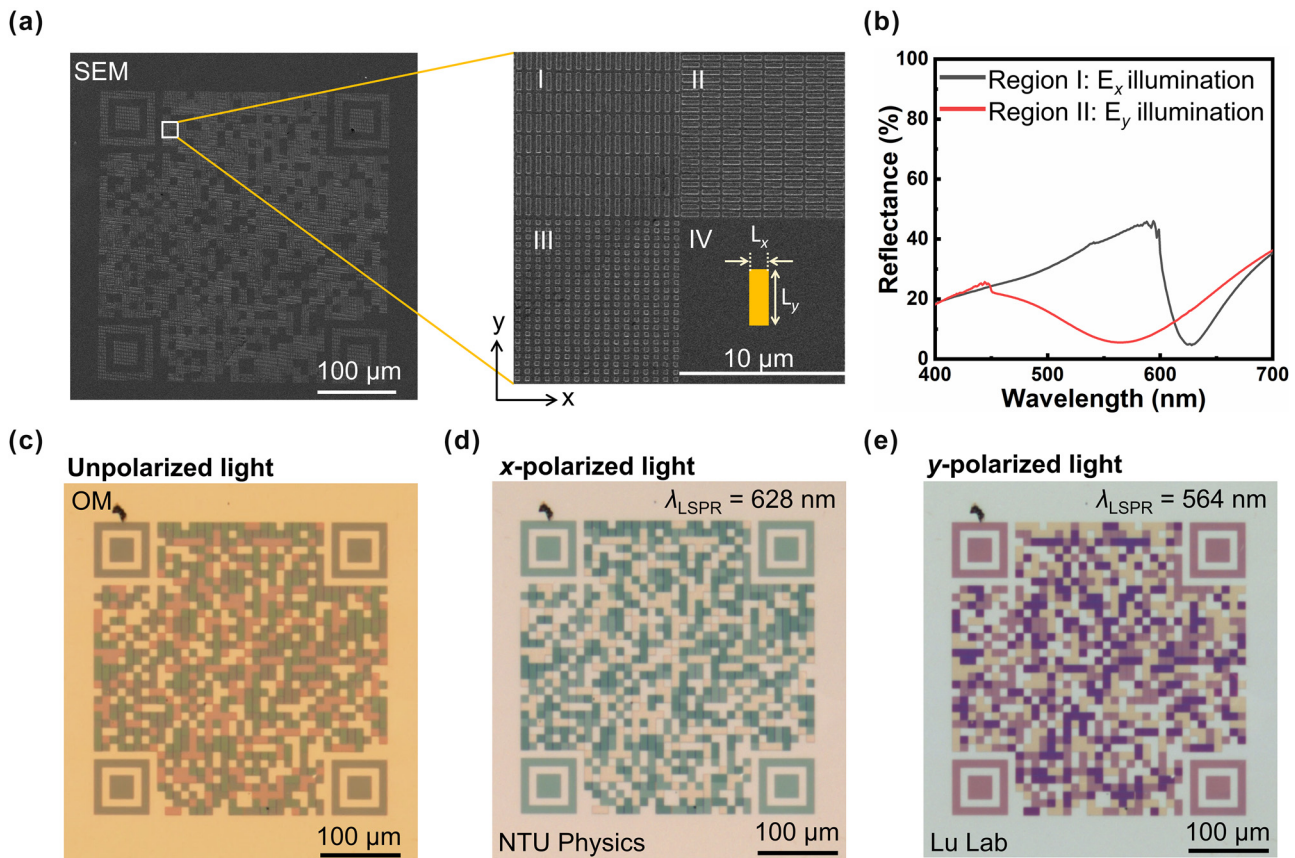 (a)
SEM
100 μm
I
II
III
IV
Lx
Ly
10 μm
y
x
(b)
Reflectance (%)
100
80
60
40
20
0
Region I: Ex illumination
Region II: Ey illumination
400
500
600
700
Wavelength (nm)
(c)
Unpolarized light
OM
100 μm
(d)
x-polarized light
λLSPR = 628 nm
NTU Physics
100 μm
(e)
y-polarized light
λLSPR = 564 nm
Lu Lab
100 μm